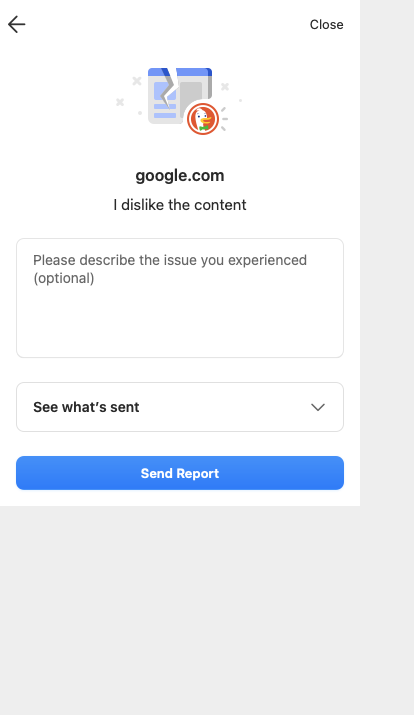 Close
google.com
I dislike the content
Please describe the issue you experienced
(optional)
See what's sent
Send Report